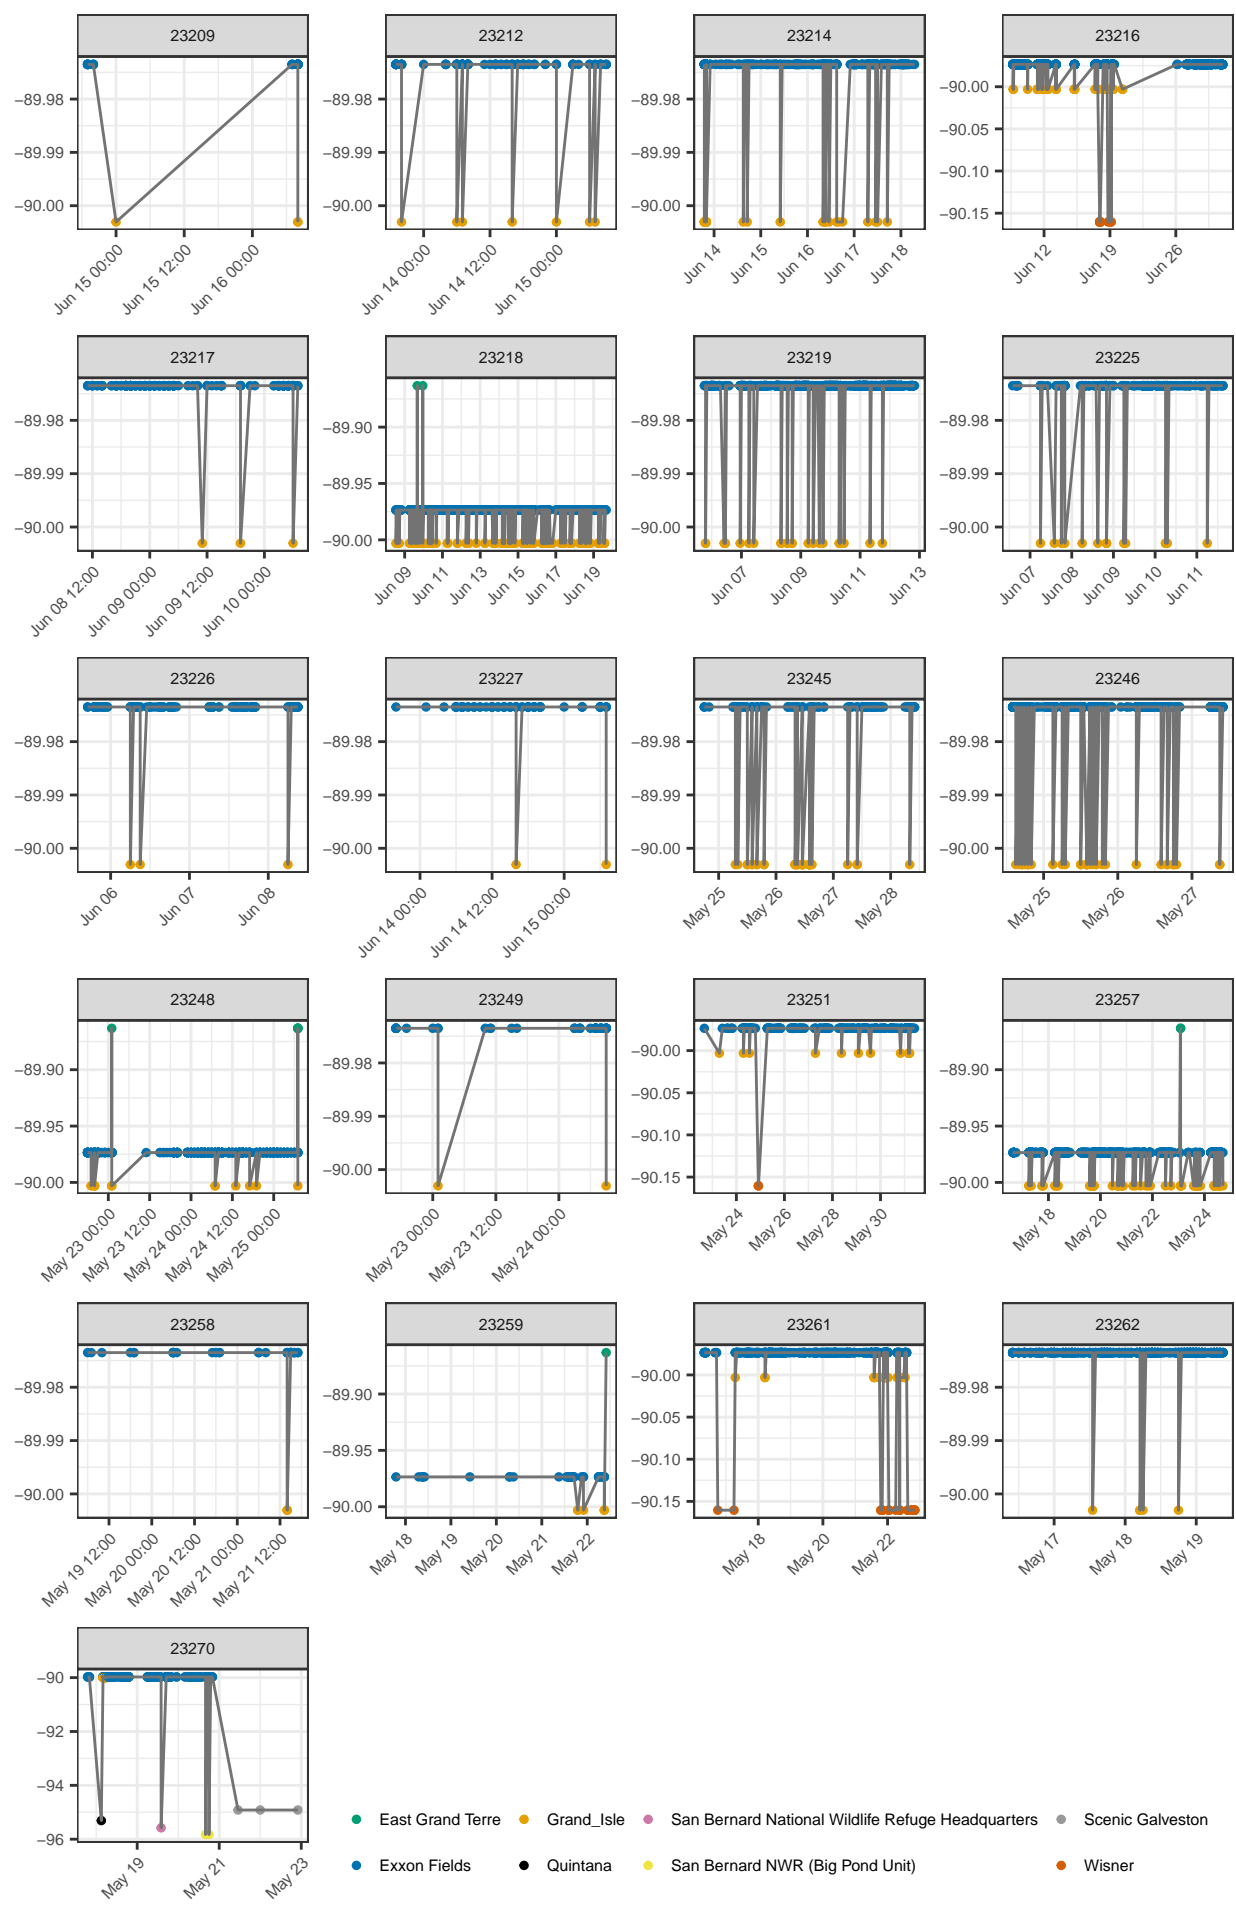 23209 23212 23214 23216
−89.98 −89.98 −89.98 −90.00
−89.99 −89.99 −89.99 −90.05
−90.10
−90.00 −90.00 −90.00 −90.15
Jun 15 00:00 Jun 15 12:00 Jun 16 00:00 Jun 14 00:00 Jun 14 12:00 Jun 15 00:00 Jun 14 Jun 15 Jun 16 Jun 17 Jun 18 Jun 12 Jun 19 Jun 26
23217 23218 23219 23225
−89.98 −89.90 −89.98 −89.98
−89.99 −89.95 −89.99 −89.99
−90.00 −90.00 −90.00 −90.00
Jun 08 12:00 Jun 09 00:00 Jun 09 12:00 Jun 10 00:00 Jun 09 Jun 11 Jun 13 Jun 15 Jun 17 Jun 19 Jun 07 Jun 09 Jun 11 Jun 13 Jun 07 Jun 08 Jun 09 Jun 10 Jun 11
23226 23227 23245 23246
−89.98 −89.98 −89.98 −89.98
−89.99 −89.99 −89.99 −89.99
−90.00 −90.00 −90.00 −90.00
Jun 06 Jun 07 Jun 08 Jun 14 00:00 Jun 14 12:00 Jun 15 00:00 May 25 May 26 May 27 May 28 May 25 May 26 May 27
23248 23249 23251 23257
−89.90 −89.98 −90.00 −89.90
−89.95 −89.99 −90.05 −89.95
−90.10
−90.00 −90.00 −90.15 −90.00
May 23 00:00 May 23 12:00 May 24 00:00 May 24 12:00 May 25 00:00 May 23 00:00 May 23 12:00 May 24 00:00 May 24 May 26 May 28 May 30 May 18 May 20 May 22 May 24
23258 23259 23261 23262
−89.98 −89.90 −90.00 −89.98
−89.99 −89.95 −90.05 −89.99
−90.10
−90.00 −90.00 −90.15 −90.00
May 19 12:00 May 20 00:00 May 20 12:00 May 21 00:00 May 21 12:00 May 18 May 19 May 20 May 21 May 22 May 18 May 20 May 22 May 17 May 18 May 19
23270
−90
−92
−94
−96
May 19 May 21 May 23
East Grand Terre Grand_Isle San Bernard National Wildlife Refuge Headquarters Scenic Galveston
Exxon Fields Quintana San Bernard NWR (Big Pond Unit) Wisner